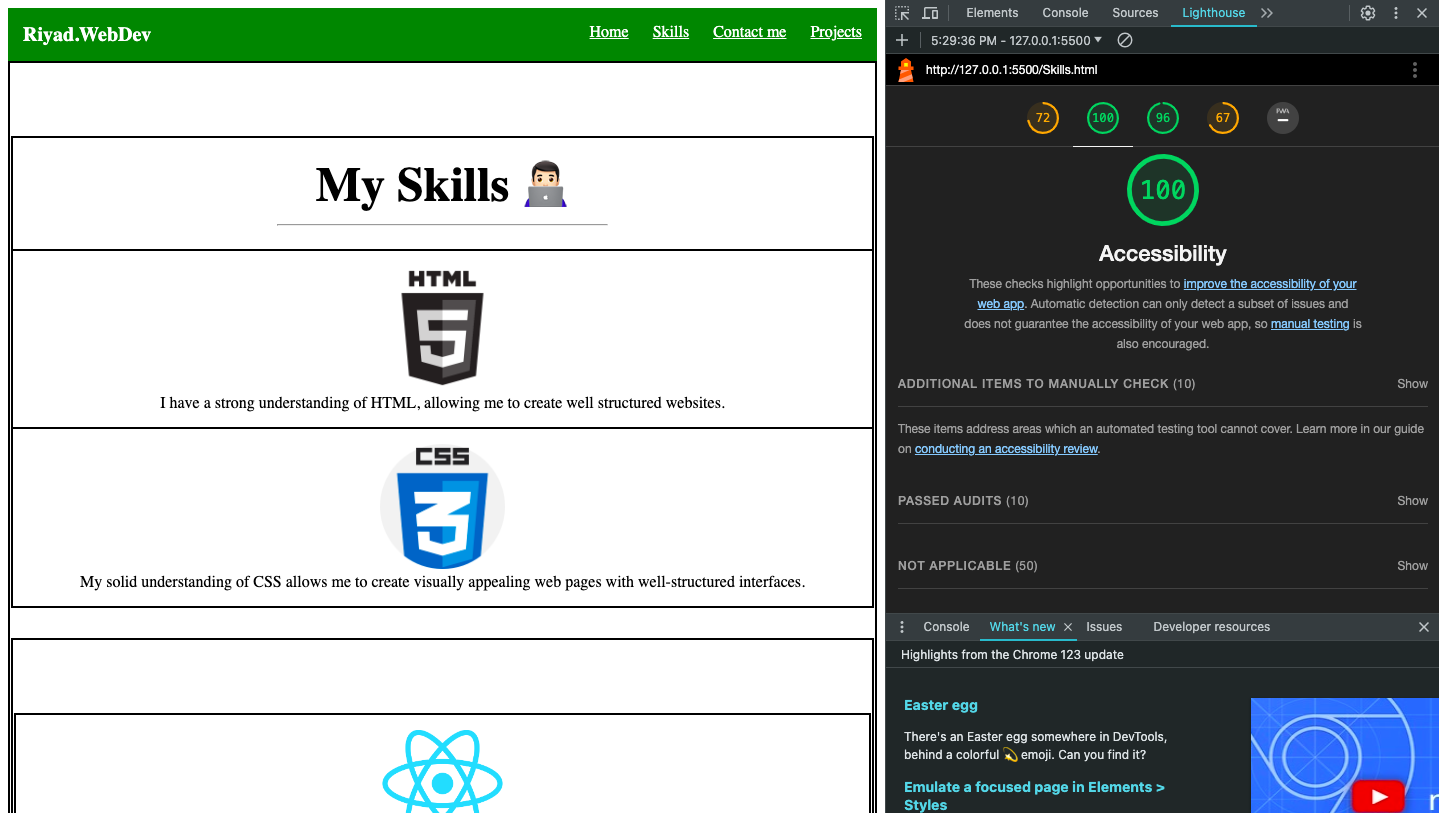 Riyad.WebDev
Home Skills Contact me Projects
My Skills 👨🏻‍💻
HTML
5
I have a strong understanding of HTML, allowing me to create well structured websites.
CSS
3
My solid understanding of CSS allows me to create visually appealing web pages with well-structured interfaces.
Elements Console Sources Lighthouse
5:29:36 PM - 127.0.0.1:5500
http://127.0.0.1:5500/Skills.html
72 100 96 67 PWA
100
Accessibility
These checks highlight opportunities to improve the accessibility of your
web app. Automatic detection can only detect a subset of issues and
does not guarantee the accessibility of your web app, so manual testing is
also encouraged.
ADDITIONAL ITEMS TO MANUALLY CHECK (10) Show
These items address areas which an automated testing tool cannot cover. Learn more in our guide
on conducting an accessibility review.
PASSED AUDITS (10) Show
NOT APPLICABLE (50) Show
Console What's new Issues Developer resources
Highlights from the Chrome 123 update
Easter egg
There's an Easter egg somewhere in DevTools,
behind a colorful 💫 emoji. Can you find it?
Emulate a focused page in Elements >
Styles